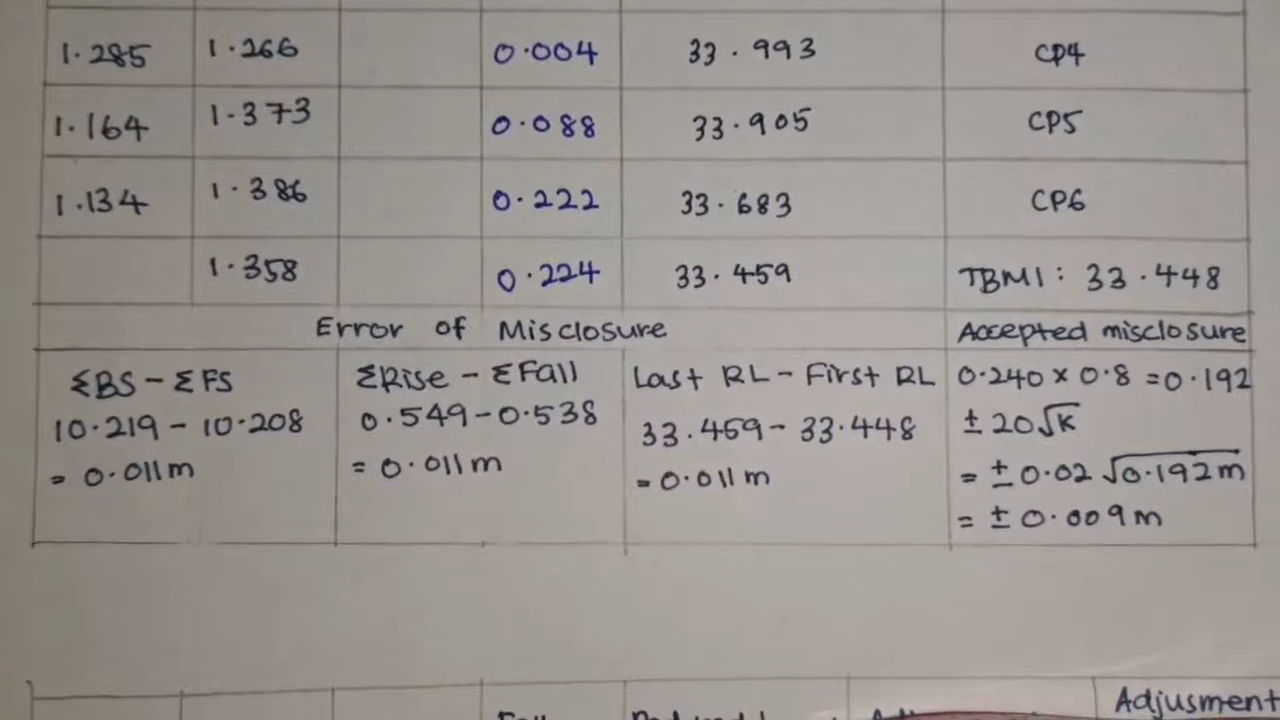 1.285 1.266 0.004 33.993 CP4
1.164 1.373 0.088 33.905 CP5
1.134 1.386 0.222 33.683 CP6
1.358 0.224 33.459 TBM1: 33.448
Error of Misclosure Accepted misclosure
ΣBS - ΣFS
10.219 - 10.208
= 0.011m
ΣRise - ΣFall
0.549 - 0.538
= 0.011m
Last RL - First RL
33.459 - 33.448
= 0.011m
0.240 × 0.8 = 0.192
± 20√K
= ± 0.02 √0.192m
= ± 0.009m
Adjusment